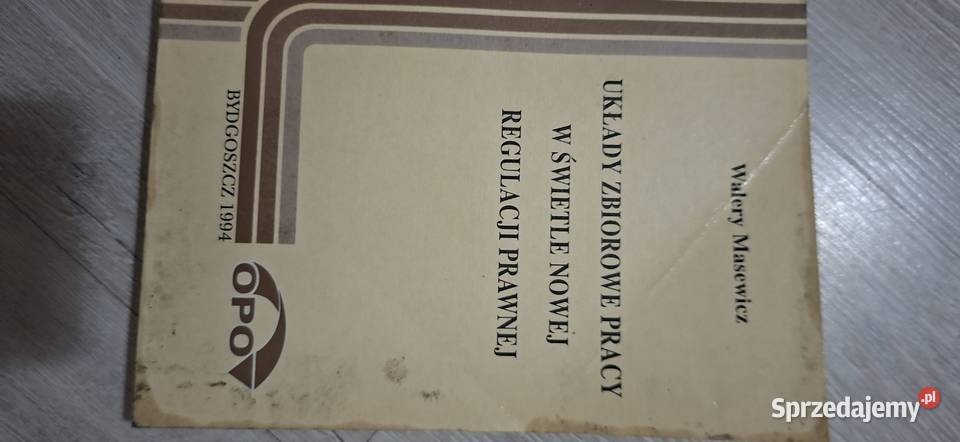 Walery Masewicz
UKŁADY ZBIOROWE PRACY
W ŚWIETLE NOWEJ
REGULACJI PRAWNEJ
BYDGOSZCZ 1994
OPO
Sprzedajemy.pl